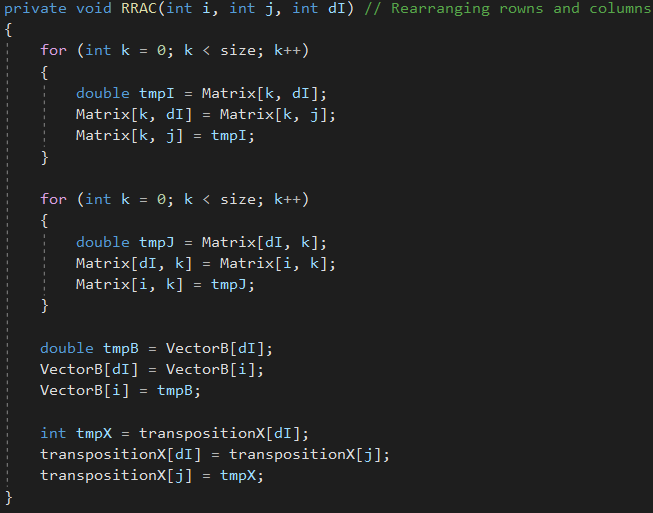 private void RRAC(int i, int j, int dI) // Rearranging rowns and columns
{
    for (int k = 0; k < size; k++)
    {
        double tmpI = Matrix[k, dI];
        Matrix[k, dI] = Matrix[k, j];
        Matrix[k, j] = tmpI;
    }

    for (int k = 0; k < size; k++)
    {
        double tmpJ = Matrix[dI, k];
        Matrix[dI, k] = Matrix[i, k];
        Matrix[i, k] = tmpJ;
    }

    double tmpB = VectorB[dI];
    VectorB[dI] = VectorB[i];
    VectorB[i] = tmpB;

    int tmpX = transpositionX[dI];
    transpositionX[dI] = transpositionX[j];
    transpositionX[j] = tmpX;
}